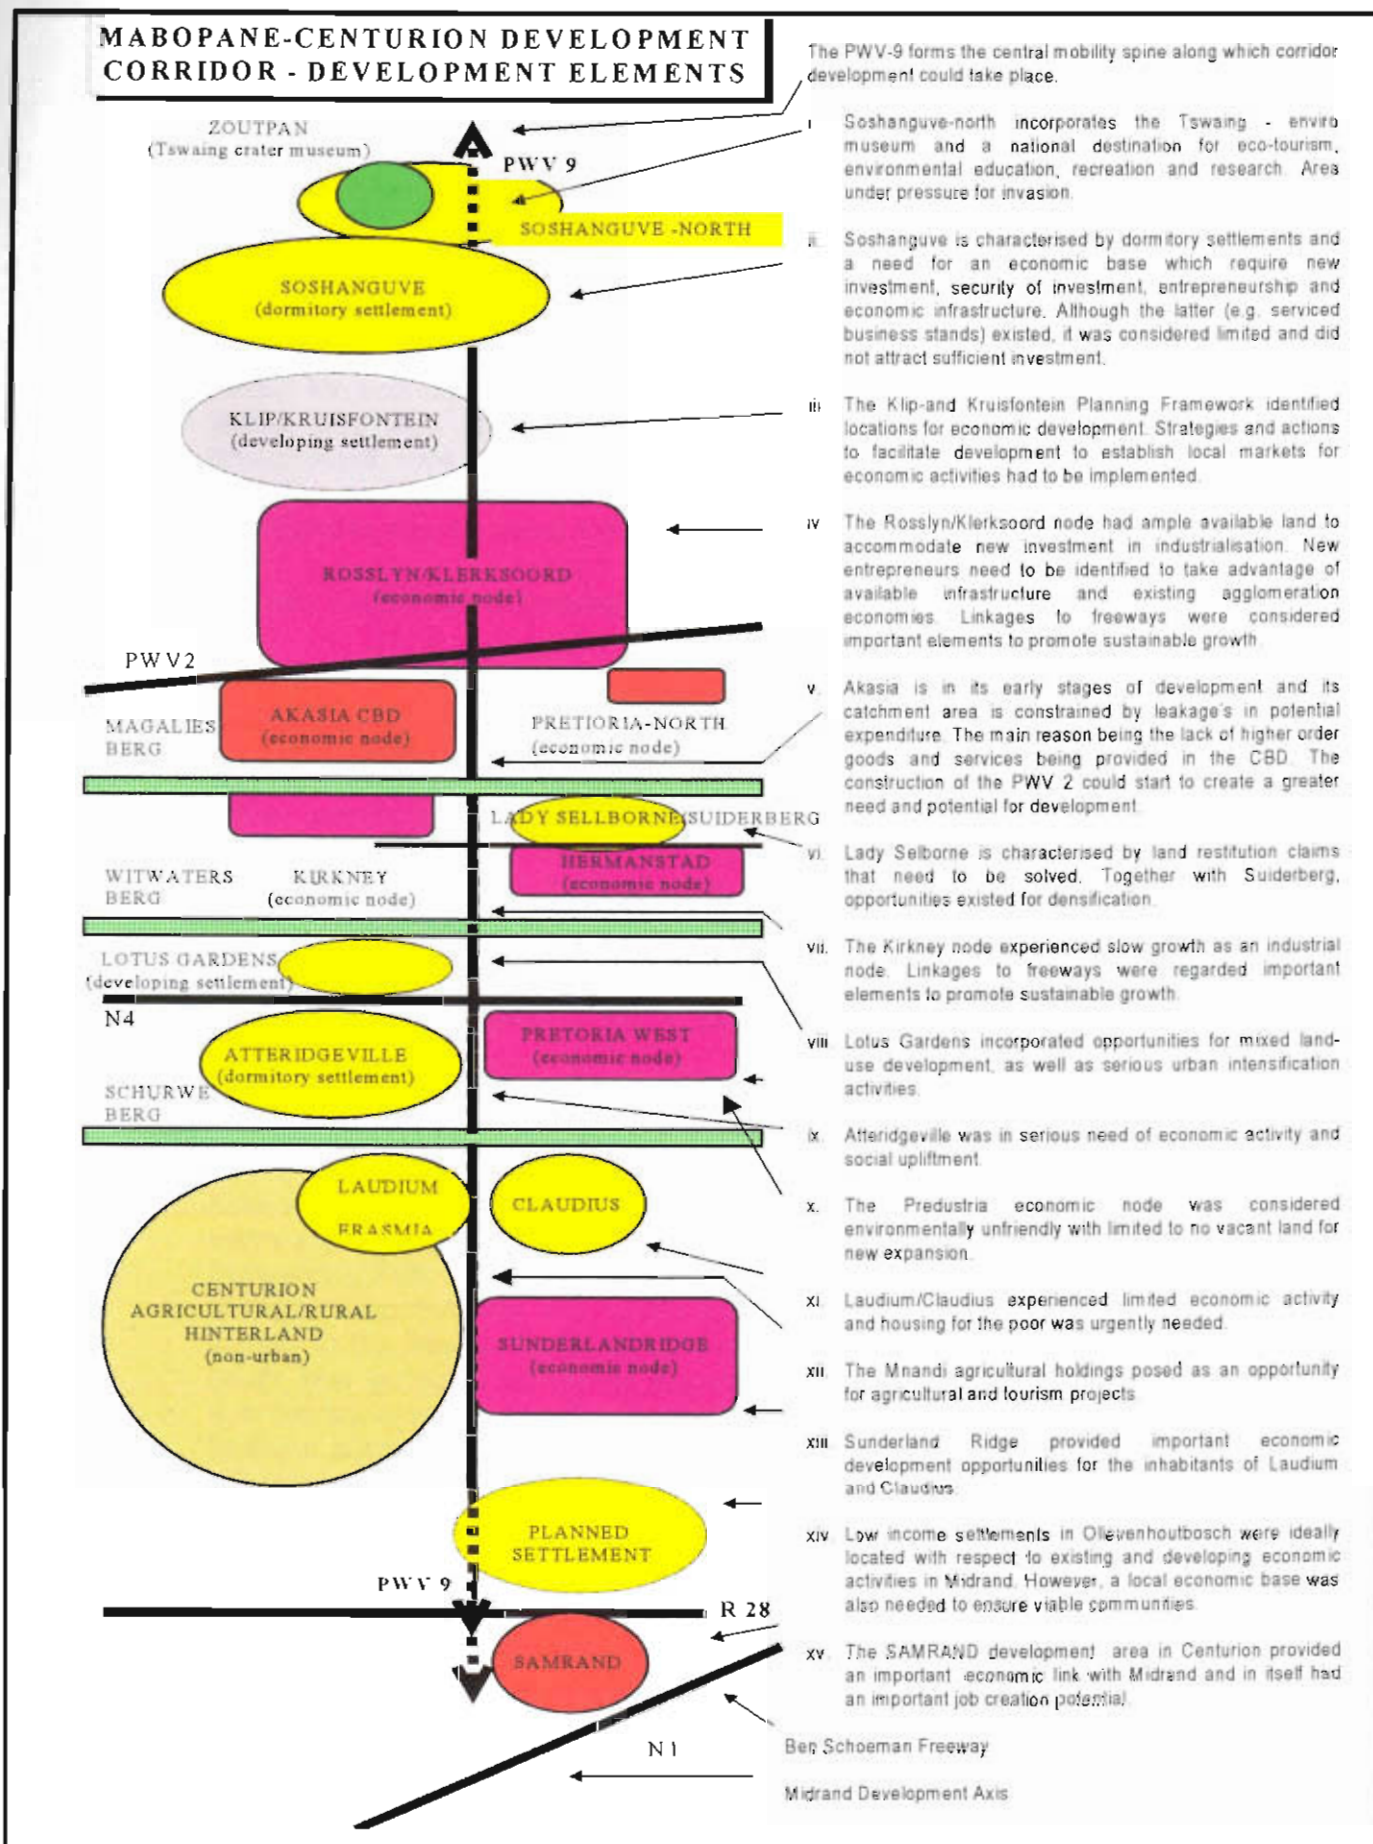 MABOPANE-CENTURION DEVELOPMENT
CORRIDOR - DEVELOPMENT ELEMENTS
ZOUTPAN
(Tswaing crater museum)
PWV 9
SOSHANGUVE -NORTH
SOSHANGUVE
(dormitory settlement)
KLIP/KRUISFONTEIN
(developing settlement)
ROSSLYN/KLERKSOORD
(economic node)
PWV2
AKASIA CBD
(economic node)
MAGALIES
BERG
PRETIORIA-NORTH
(economic node)
LADY SELLBORNE/SUIDERBERG
HERMANSTAD
(economic node)
WITWATERS
BERG
KIRKNEY
(economic node)
LOTUS GARDENS
(developing settlement)
N4
PRETORIA WEST
(economic node)
ATTERIDGEVILLE
(dormitory settlement)
SCHURWE
BERG
LAUDIUM
ERASMIA
CLAUDIUS
CENTURION
AGRICULTURAL/RURAL
HINTERLAND
(non-urban)
SUNDERLANDRIDGE
(economic node)
PLANNED
SETTLEMENT
PWV 9
R 28
SAMRAND
N1
The PWV-9 forms the central mobility spine along which corridor
development could take place.
i Soshanguve-north incorporates the Tswaing - enviro
museum and a national destination for eco-tourism,
environmental education, recreation and research. Area
under pressure for invasion.
ii. Soshanguve is characterised by dormitory settlements and
a need for an economic base which require new
investment, security of investment, entrepreneurship and
economic infrastructure. Although the latter (e.g. serviced
business stands) existed, it was considered limited and did
not attract sufficient investment.
iii The Klip-and Kruisfontein Planning Framework identified
locations for economic development. Strategies and actions
to facilitate development to establish local markets for
economic activities had to be implemented.
iv The Rosslyn/Klerksoord node had ample available land to
accommodate new investment in industrialisation. New
entrepreneurs need to be identified to take advantage of
available infrastructure and existing agglomeration
economies. Linkages to freeways were considered
important elements to promote sustainable growth.
v. Akasia is in its early stages of development and its
catchment area is constrained by leakage's in potential
expenditure. The main reason being the lack of higher order
goods and services being provided in the CBD. The
construction of the PWV 2 could start to create a greater
need and potential for development.
vi. Lady Selborne is characterised by land restitution claims
that need to be solved. Together with Suiderberg,
opportunities existed for densification.
vii. The Kirkney node experienced slow growth as an industrial
node. Linkages to freeways were regarded important
elements to promote sustainable growth.
viii Lotus Gardens incorporated opportunities for mixed land-
use development, as well as serious urban intensification
activities.
ix. Atteridgeville was in serious need of economic activity and
social upliftment.
x. The Predustria economic node was considered
environmentally unfriendly with limited to no vacant land for
new expansion.
xi. Laudium/Claudius experienced limited economic activity
and housing for the poor was urgently needed.
xii. The Mnandi agricultural holdings posed as an opportunity
for agricultural and tourism projects.
xiii Sunderland Ridge provided important economic
development opportunities for the inhabitants of Laudium
and Claudius.
xiv. Low income settlements in Olievenhoutbosch were ideally
located with respect to existing and developing economic
activities in Midrand. However, a local economic base was
also needed to ensure viable communities.
xv. The SAMRAND development area in Centurion provided
an important economic link with Midrand and in itself had
an important job creation potential.
Ben Schoeman Freeway
Midrand Development Axis